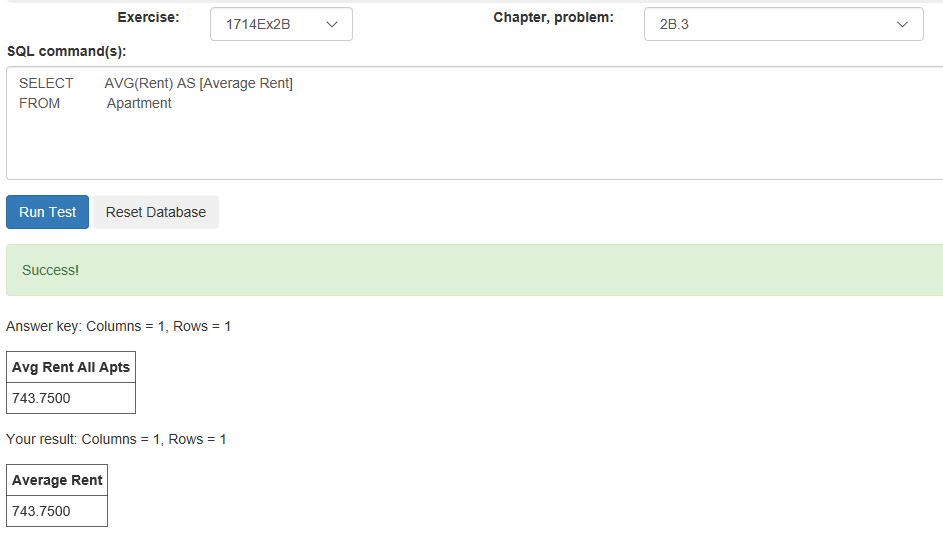 Exercise: 1714Ex2B Chapter, problem: 2B.3
SQL command(s):
SELECT AVG(Rent) AS [Average Rent]
FROM Apartment
Run Test Reset Database
Success!
Answer key: Columns = 1, Rows = 1
Avg Rent All Apts
743.7500
Your result: Columns = 1, Rows = 1
Average Rent
743.7500